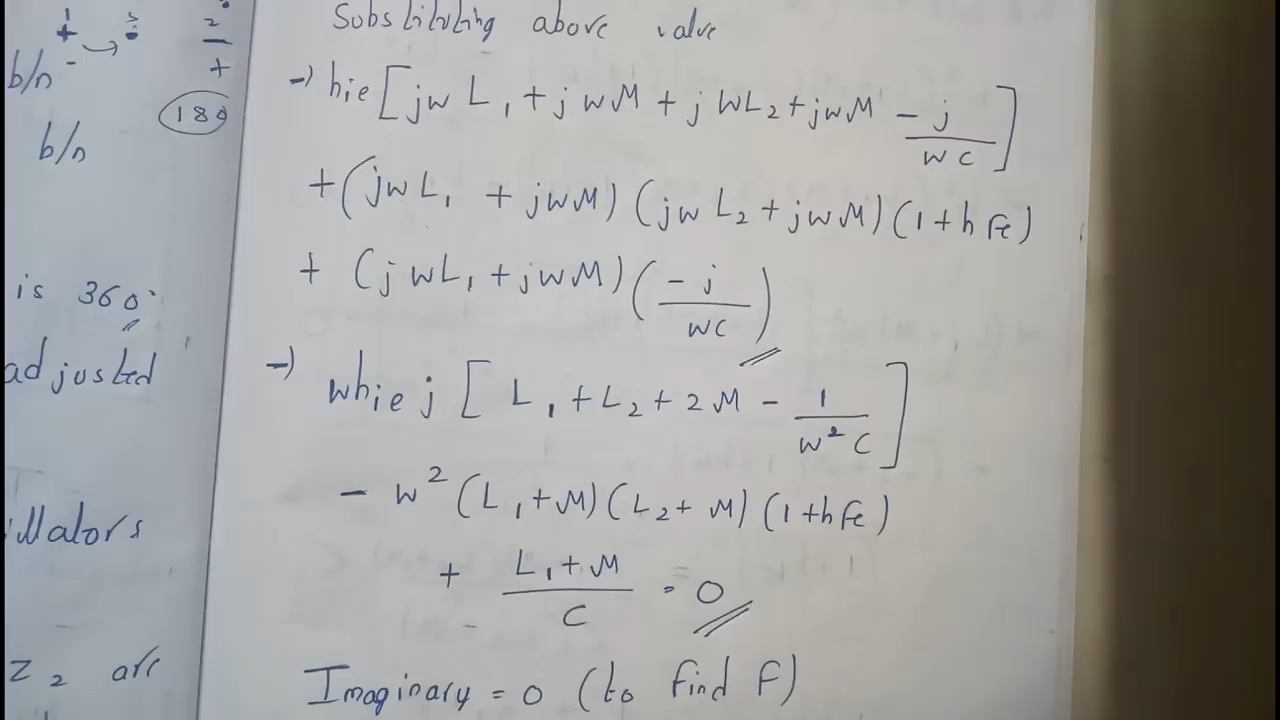 b/n
180
b/n
is 360°
adjusted
illators
Z2 are
Substituting above value
→ hie [jwL1 + jwM + jWL2 + jwM - j/WC]
+ (jwL1 + jwM) (jwL2 + jwM) (1 + hfe)
+ (jwL1 + jwM) (-j/WC)
→ whie j [L1 + L2 + 2M - 1/w²C]
- w² (L1 + M) (L2 + M) (1 + hfe)
+ L1 + M/C = 0
Imaginary = 0 (to find F)